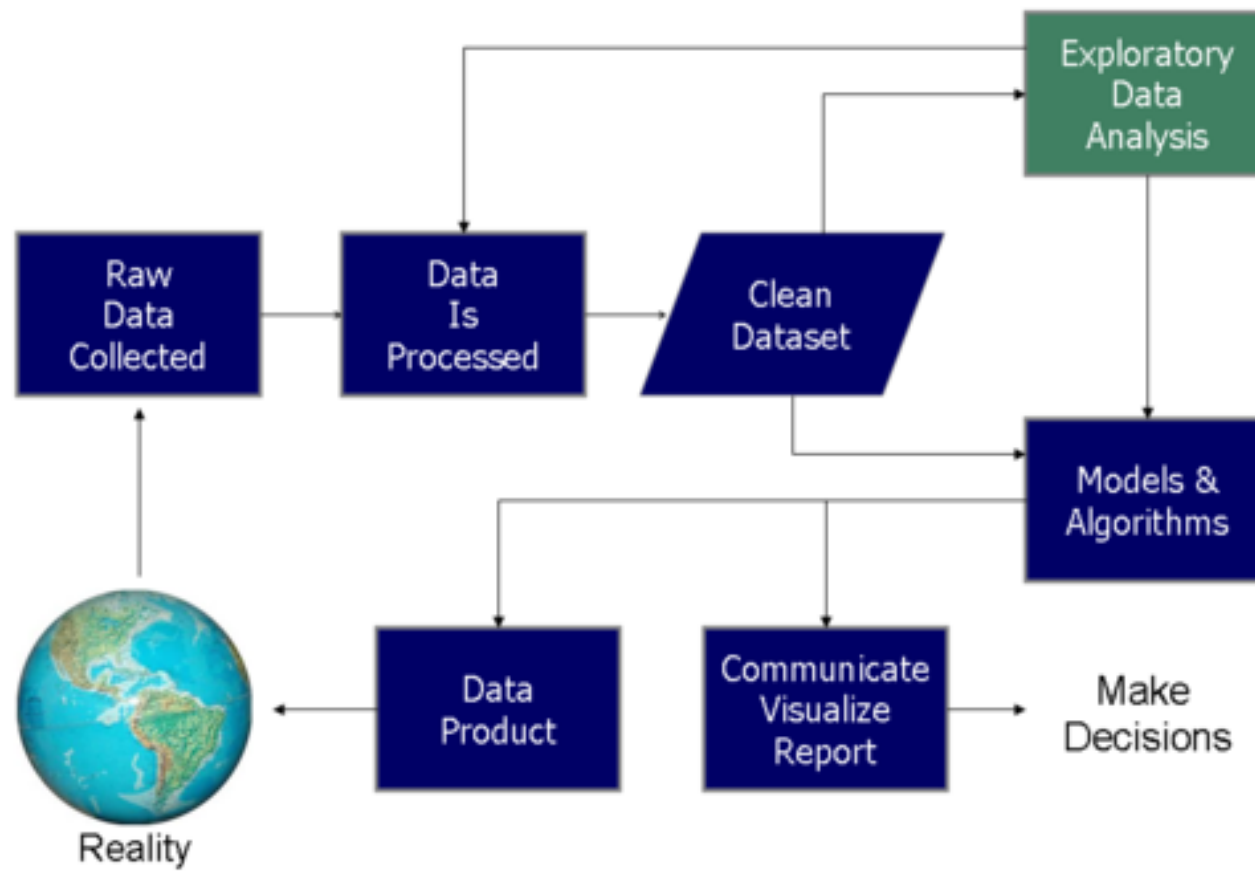 Exploratory
Data
Analysis
Raw
Data
Collected
Data
Is
Processed
Clean
Dataset
Models &
Algorithms
Data
Product
Communicate
Visualize
Report
Make
Decisions
Reality